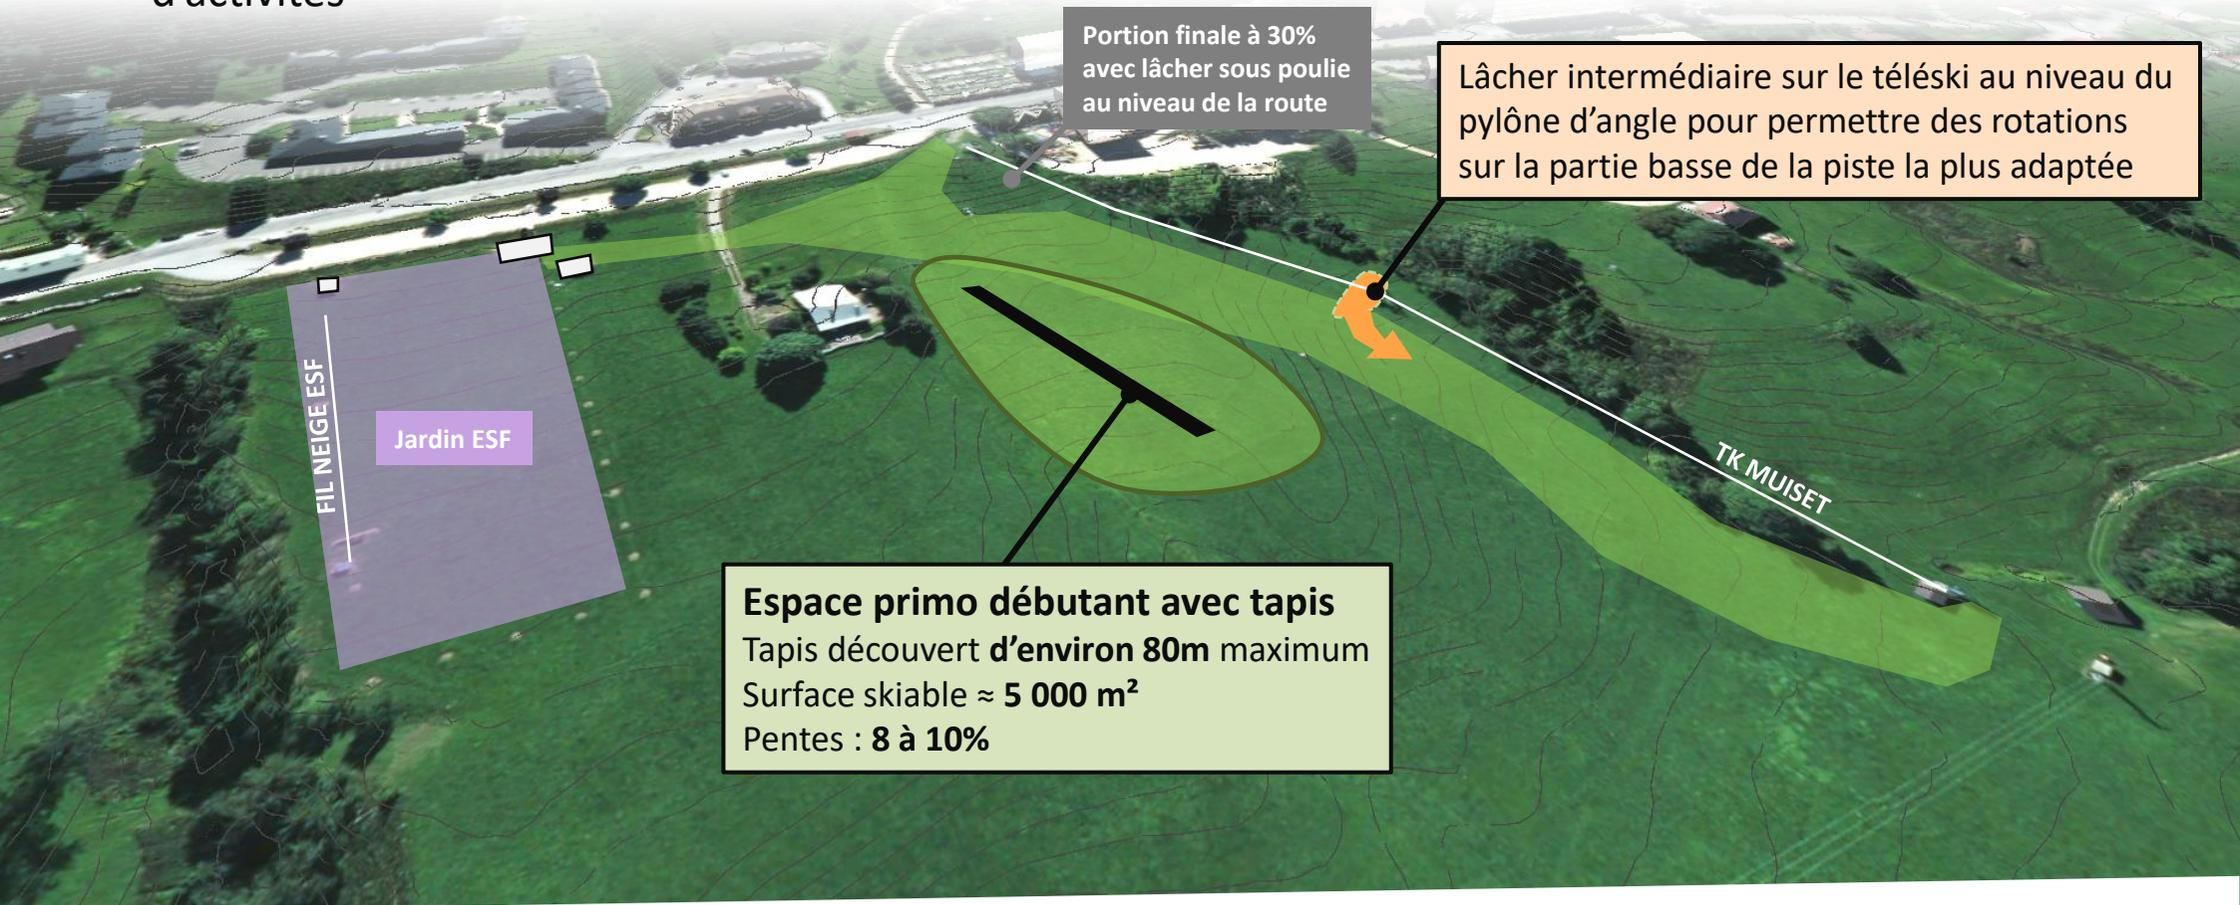 d'activités
Portion finale à 30%
avec lâcher sous poulie
au niveau de la route
Lâcher intermédiaire sur le téléski au niveau du
pylône d’angle pour permettre des rotations
sur la partie basse de la piste la plus adaptée
FIL NEIGE ESF
Jardin ESF
TK MUISET
Espace primo débutant avec tapis
Tapis découvert d’environ 80m maximum
Surface skiable ≈ 5 000 m²
Pentes : 8 à 10%